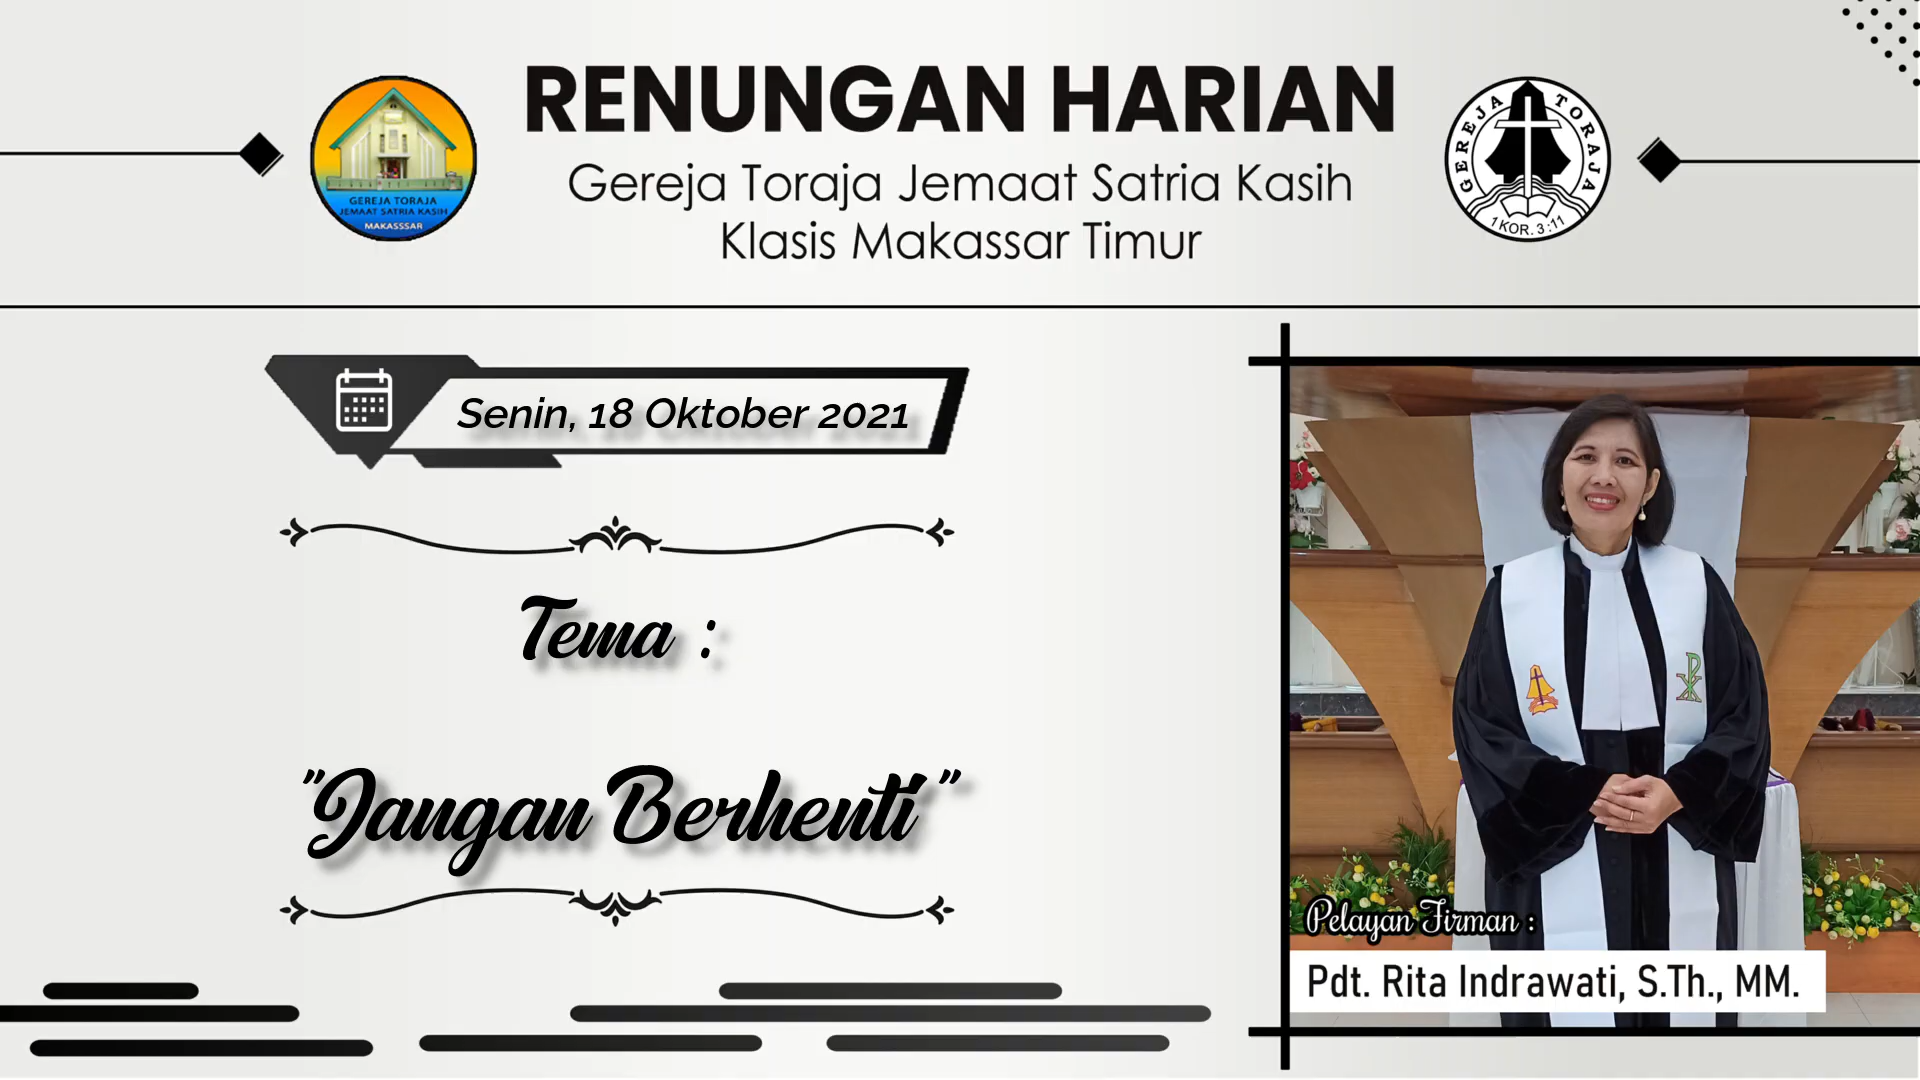 RENUNGAN HARIAN
Gereja Toraja Jemaat Satria Kasih
Klasis Makassar Timur
GEREJA TORAJA
JEMAAT SATRIA KASIH
MAKASSSAR
GEREJA TORAJA
1 KOR. 3:11
Senin, 18 Oktober 2021
Tema :
"Jangan Berhenti"
Pelayan Firman :
Pdt. Rita Indrawati, S.Th., MM.